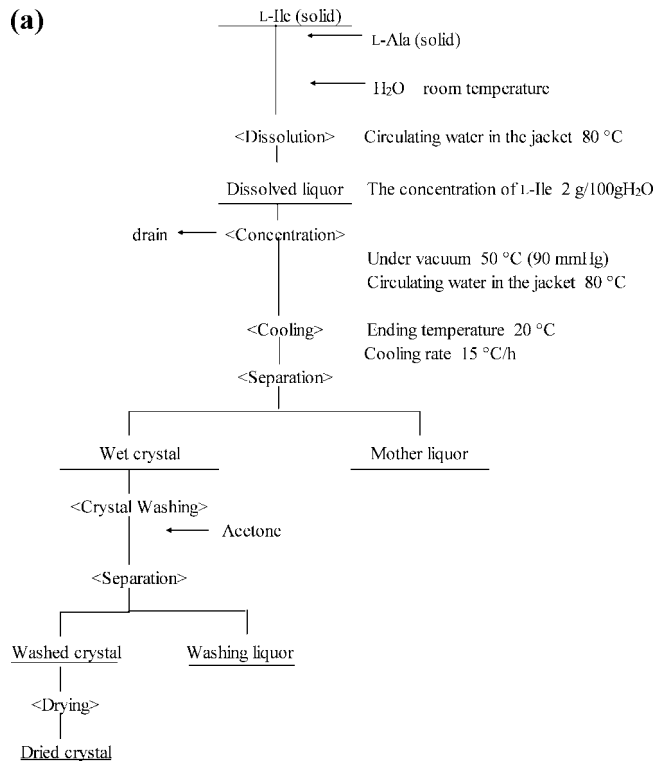 (a)
L-Ile (solid)
L-Ala (solid)
H2O room temperature
<Dissolution> Circulating water in the jacket 80 °C
Dissolved liquor The concentration of L-Ile 2 g/100gH2O
drain <Concentration>
Under vacuum 50 °C (90 mmHg)
Circulating water in the jacket 80 °C
<Cooling> Ending temperature 20 °C
Cooling rate 15 °C/h
<Separation>
Wet crystal Mother liquor
<Crystal Washing>
Acetone
<Separation>
Washed crystal Washing liquor
<Drying>
Dried crystal